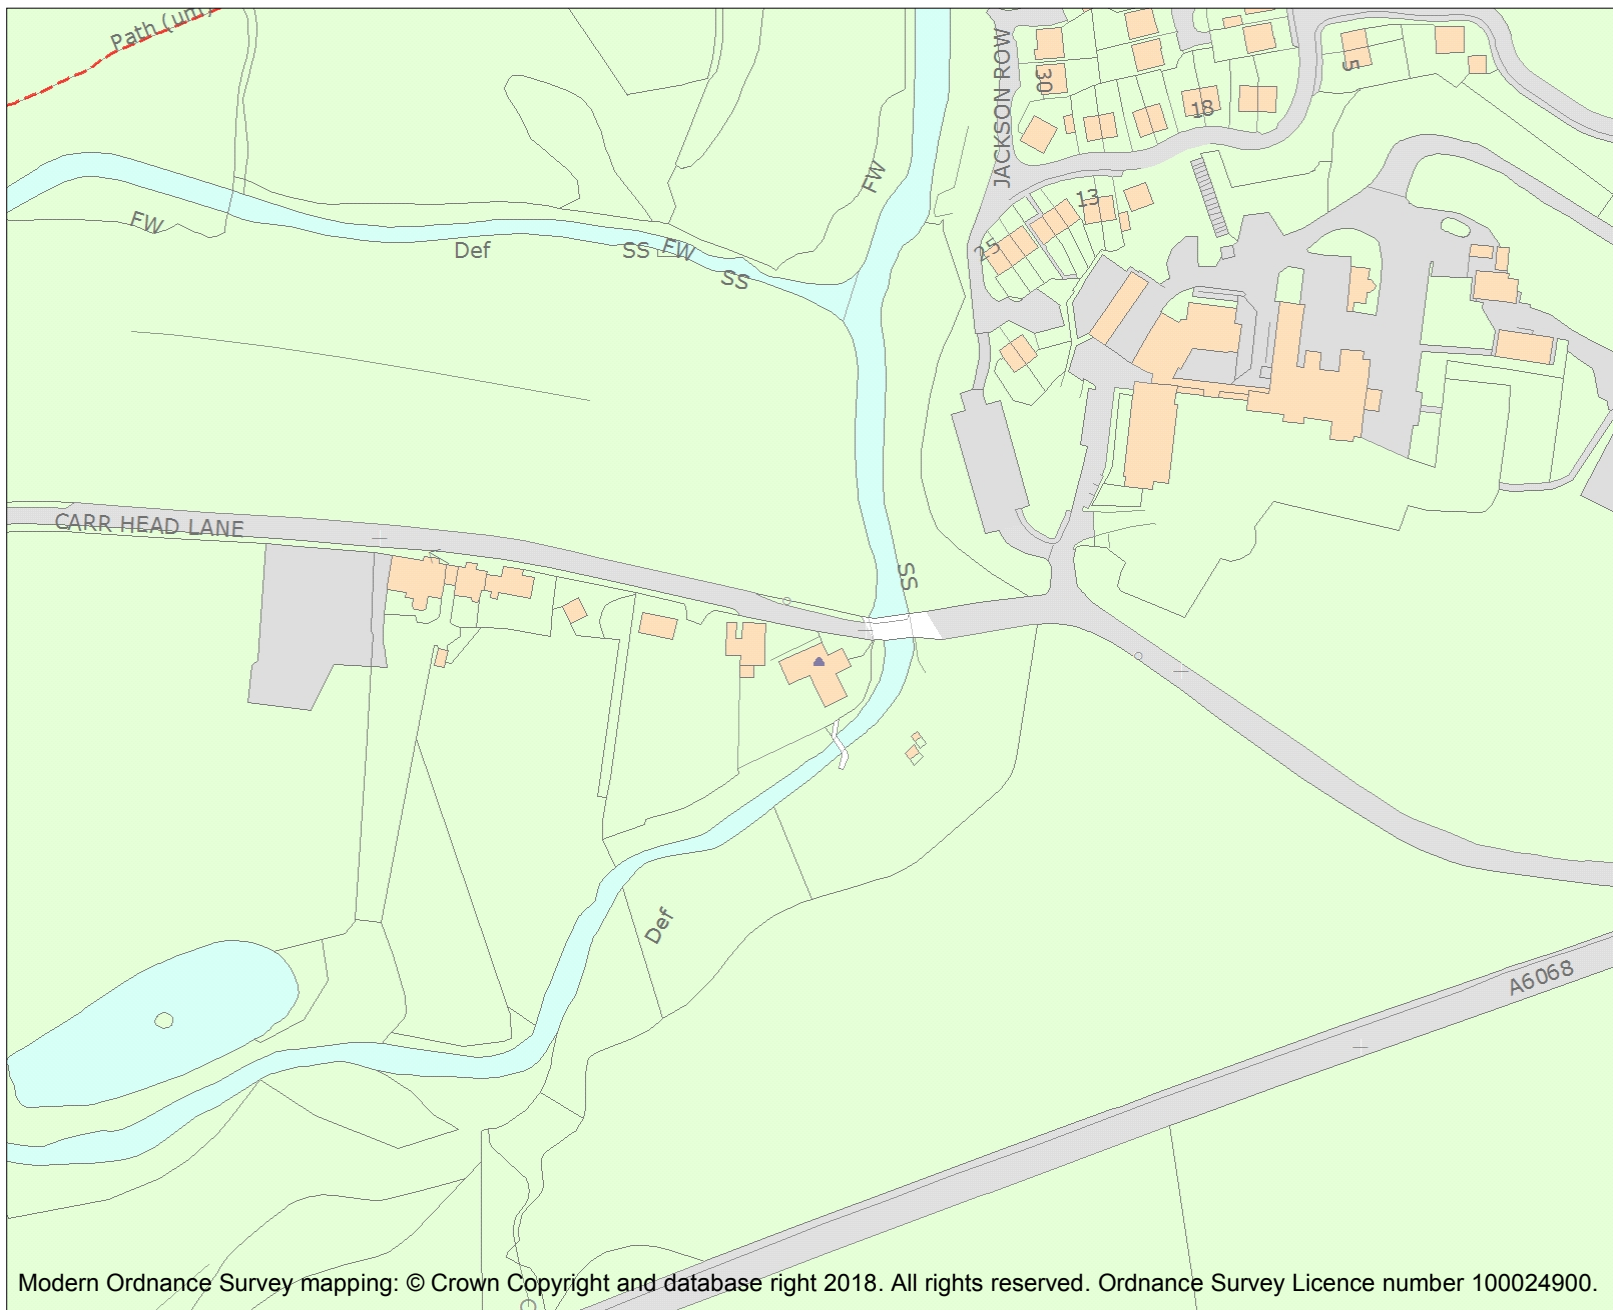 Path (um)
JACKSON ROW
30
5
18
FW
13
FW
Def
SS
FW
SS
25
CARR HEAD LANE
SS
Def
A6068
Modern Ordnance Survey mapping: © Crown Copyright and database right 2018. All rights reserved. Ordnance Survey Licence number 100024900.